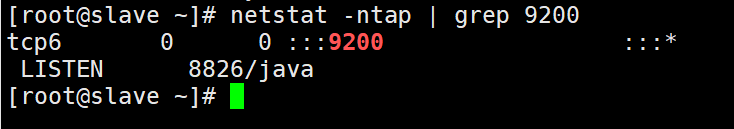 [root@slave ~]# netstat -ntap | grep 9200
tcp6       0      0 :::9200                 :::*
 LISTEN      8826/java
[root@slave ~]#